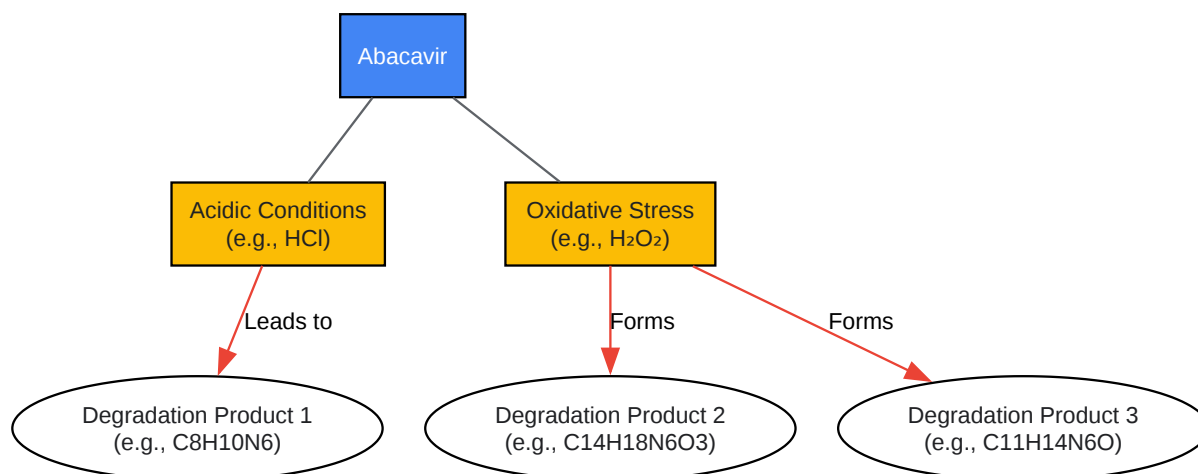 Abacavir
Acidic Conditions
(e.g., HCl)
Oxidative Stress
(e.g., H₂O₂)
Leads to
Forms
Forms
Degradation Product 1
(e.g., C8H10N6)
Degradation Product 2
(e.g., C14H18N6O3)
Degradation Product 3
(e.g., C11H14N6O)